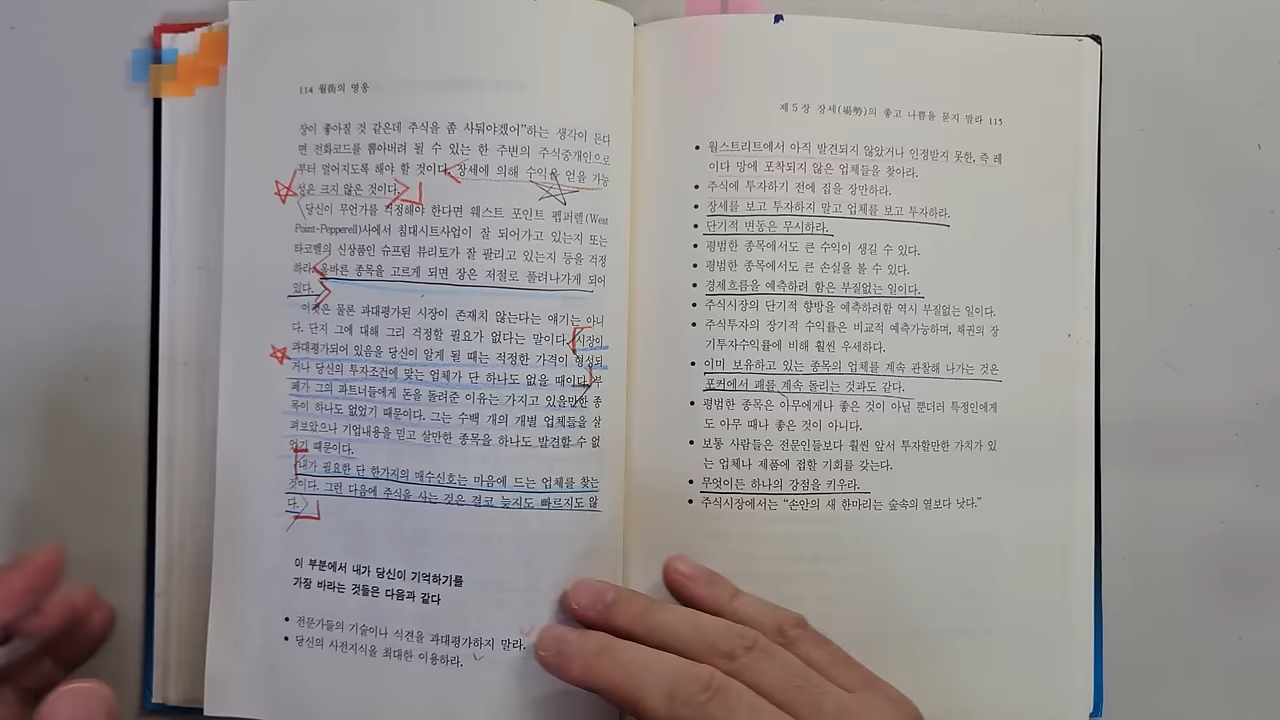 114 월街의 영웅
장이 좋아질 것 같은데 주식을 좀 사둬야겠어”하는 생각이 든다
면 전화코드를 뽑아버려 될 수 있는 한 주변의 주식중개인으로
부터 멀어지도록 해야 할 것이다. 장세에 의해 수익을 얻을 가능
성은 크지 않은 것이다.
당신이 무언가를 걱정해야 한다면 웨스트 포인트 펩퍼렐(West
Point-Pepperell)사에서 침대시트사업이 잘 되어가고 있는지 또는
타코벨의 신상품인 슈프림 뷰리토가 잘 팔리고 있는지 등을 걱정
하라. 올바른 종목을 고르게 되면 장은 저절로 풀려나가게 되어
있다.
이것은 물론 과대평가된 시장이 존재치 않는다는 얘기는 아니
다. 단지 그에 대해 그리 걱정할 필요가 없다는 말이다. 시장이
과대평가되어 있음을 당신이 알게 될 때는 적정한 가격이 형성되
거나 당신의 투자조건에 맞는 업체가 단 하나도 없을 때이다. 부
페가 그의 파트너들에게 돈을 돌려준 이유는 가지고 있을만한 종
목이 하나도 없었기 때문이다. 그는 수백 개의 개별 업체들을 살
펴보았으나 기업내용을 믿고 살만한 종목을 하나도 발견할 수 없
었기 때문이다.
내가 필요한 단 한가지의 매수신호는 마음에 드는 업체를 찾는
것이다. 그런 다음에 주식을 사는 것은 결코 늦지도 빠르지도 않
다.
이 부분에서 내가 당신이 기억하기를
가장 바라는 것들은 다음과 같다
• 전문가들의 기술이나 식견을 과대평가하지 말라.
• 당신의 사전지식을 최대한 이용하라.
제 5 장 장세(場勢)의 좋고 나쁨을 묻지 말라 115
• 월스트리트에서 아직 발견되지 않았거나 인정받지 못한, 즉 레
이다 망에 포착되지 않은 업체들을 찾아라.
• 주식에 투자하기 전에 집을 장만하라.
• 장세를 보고 투자하지 말고 업체를 보고 투자하라.
• 단기적 변동은 무시하라.
• 평범한 종목에서도 큰 수익이 생길 수 있다.
• 평범한 종목에서도 큰 손실을 볼 수 있다.
• 경제흐름을 예측하려 함은 부질없는 일이다.
• 주식시장의 단기적 향방을 예측하려함 역시 부질없는 일이다.
• 주식투자의 장기적 수익률은 비교적 예측가능하며, 채권의 장
기투자수익률에 비해 훨씬 우세하다.
• 이미 보유하고 있는 종목의 업체를 계속 관찰해 나가는 것은
포커에서 패를 계속 돌리는 것과도 같다.
• 평범한 종목은 아무에게나 좋은 것이 아닐 뿐더러 특정인에게
도 아무 때나 좋은 것이 아니다.
• 보통 사람들은 전문인들보다 훨씬 앞서 투자할만한 가치가 있
는 업체나 제품에 접할 기회를 갖는다.
• 무엇이든 하나의 강점을 키우라.
• 주식시장에서는 “손안의 새 한마리는 숲속의 열보다 낫다.”